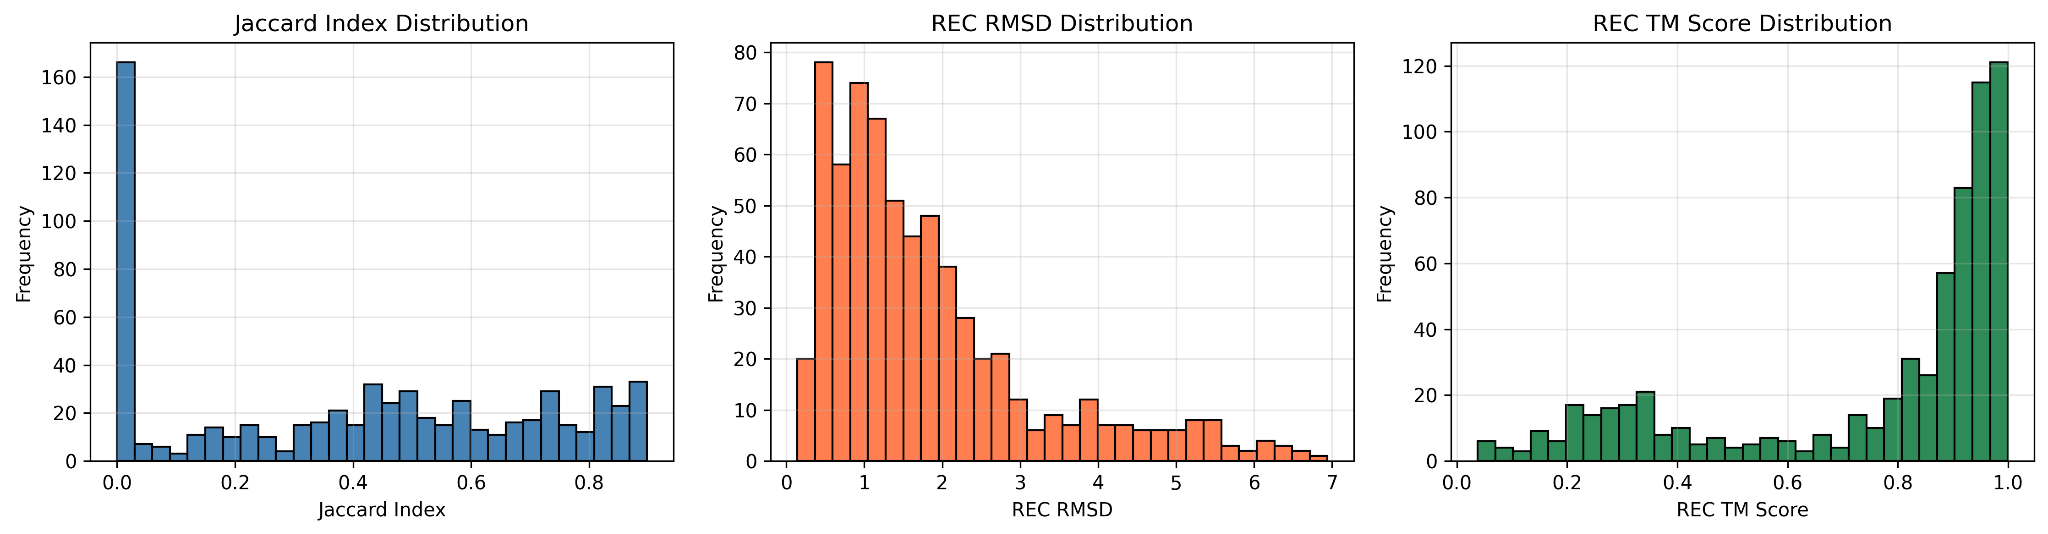 Jaccard Index Distribution
160
140
120
100
80
60
40
20
0
Frequency
0.0 0.2 0.4 0.6 0.8
Jaccard Index
REC RMSD Distribution
80
70
60
50
40
30
20
10
0
Frequency
0 1 2 3 4 5 6 7
REC RMSD
REC TM Score Distribution
120
100
80
60
40
20
0
Frequency
0.0 0.2 0.4 0.6 0.8 1.0
REC TM Score